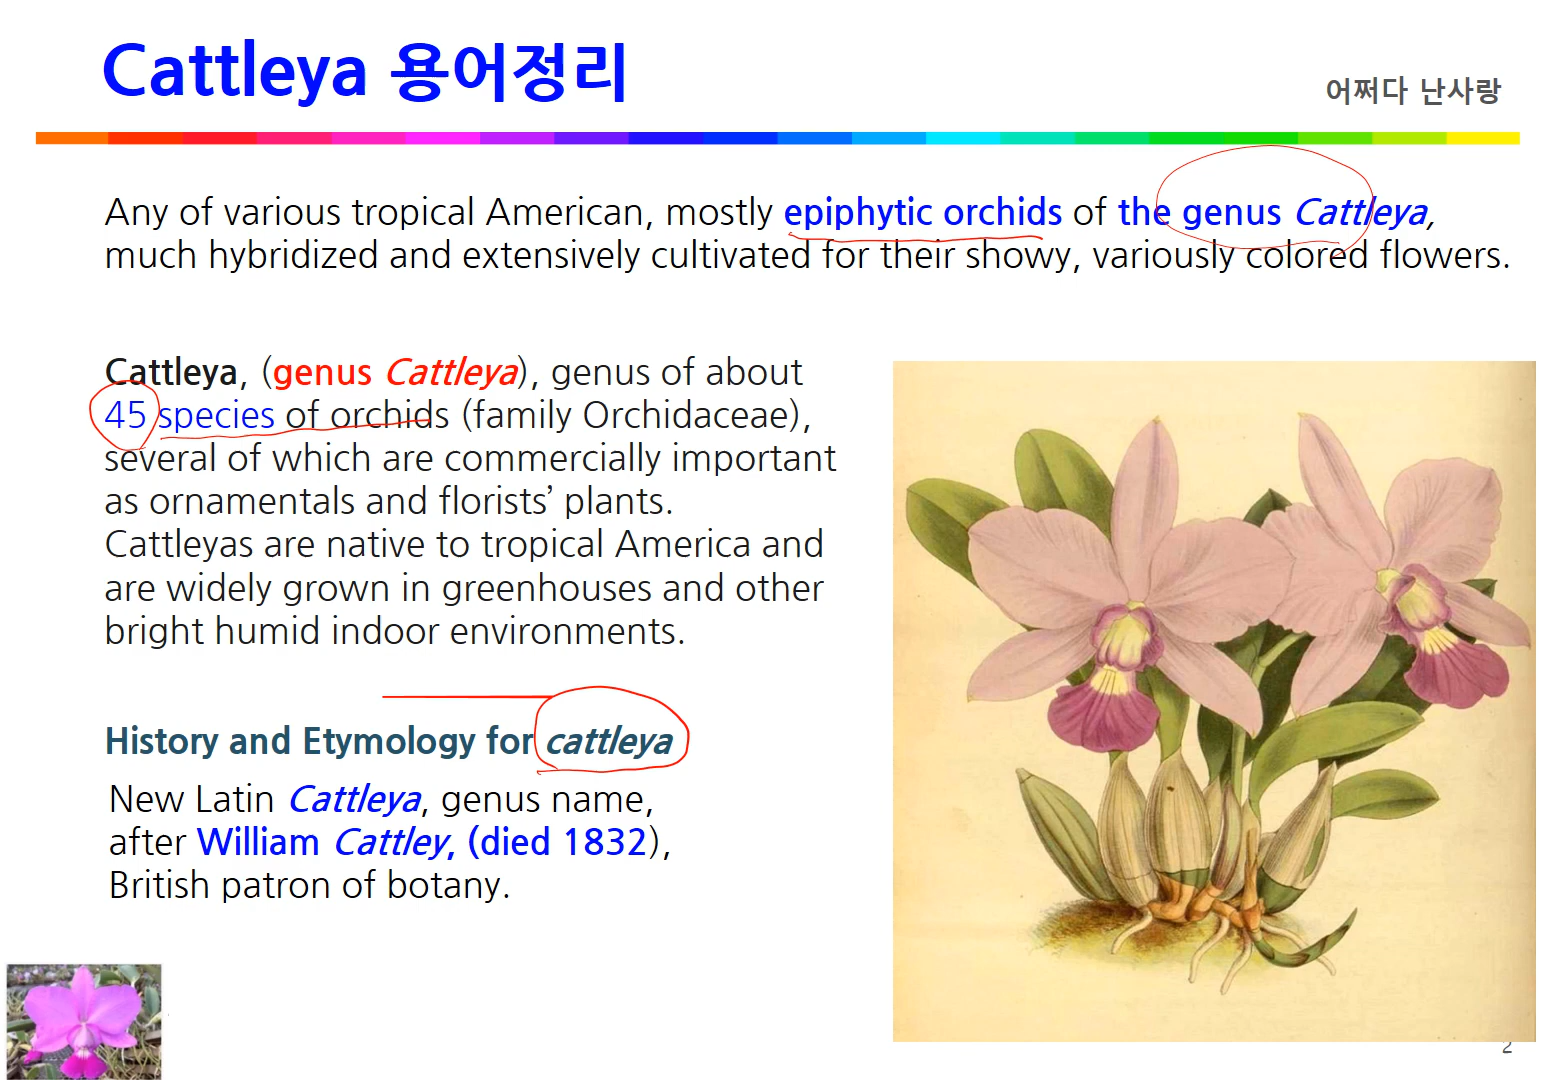 Cattleya 용어정리
어쩌다 난사랑
Any of various tropical American, mostly epiphytic orchids of the genus Cattleya,
much hybridized and extensively cultivated for their showy, variously colored flowers.
Cattleya, (genus Cattleya), genus of about
45 species of orchids (family Orchidaceae),
several of which are commercially important
as ornamentals and florists’ plants.
Cattleyas are native to tropical America and
are widely grown in greenhouses and other
bright humid indoor environments.
History and Etymology for cattleya
New Latin Cattleya, genus name,
after William Cattley, (died 1832),
British patron of botany.
2